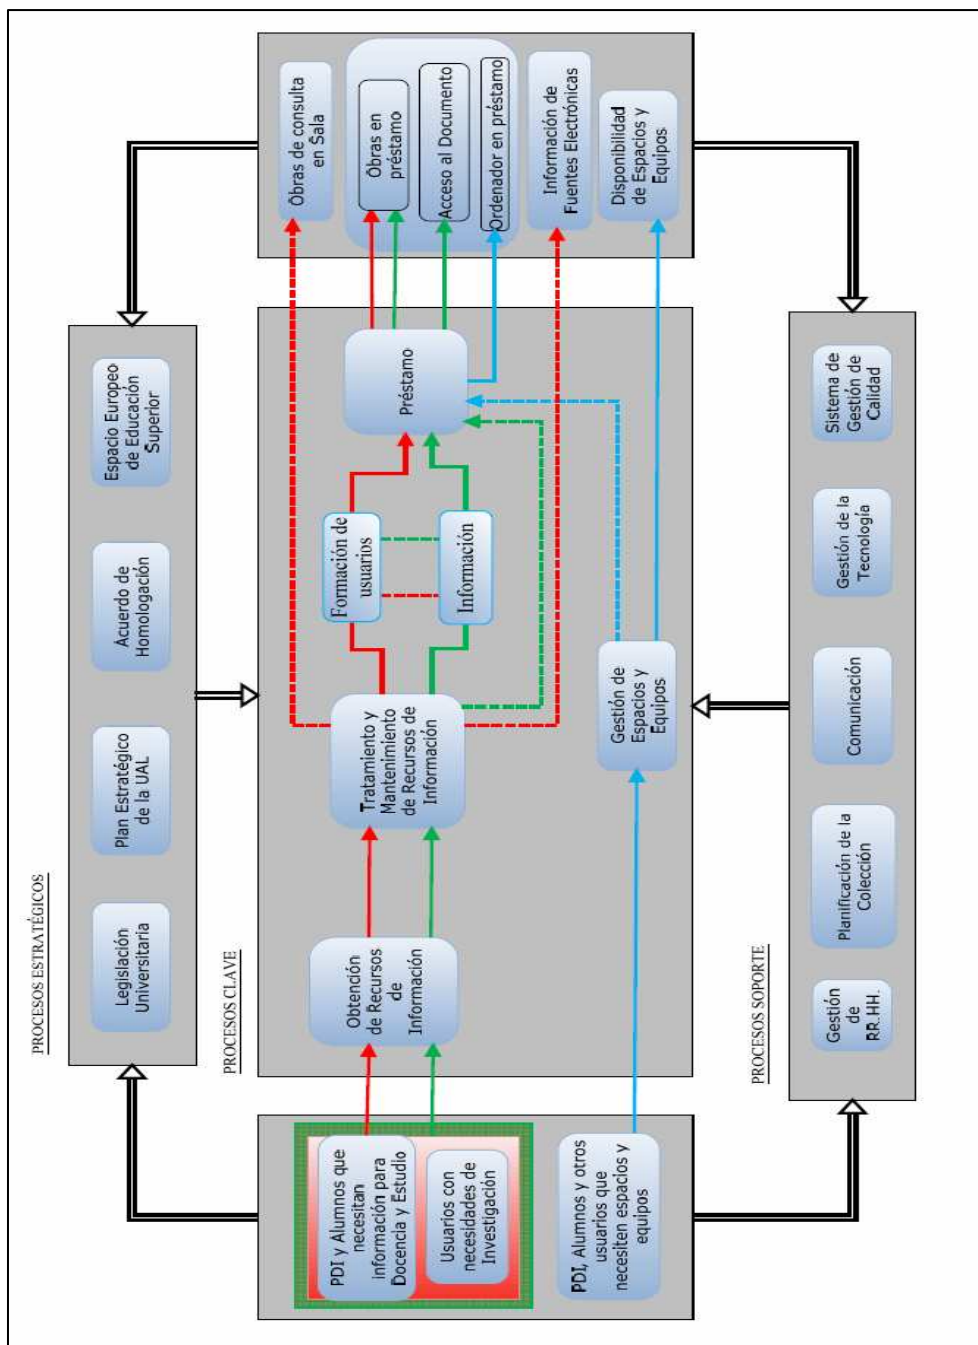 PROCESOS ESTRATÉGICOS
Legislación
Universitaria
Plan Estratégico
de la UAL
Acuerdo de
Homologación
Espacio Europeo
de Educación
Superior
PROCESOS CLAVE
PDI y Alumnos que
necesitan
información para
Docencia y Estudio
Usuarios con
necesidades de
Investigación
PDI, Alumnos y otros
usuarios que
necesiten espacios y
equipos
Obtención
de Recursos
de
Información
Tratamiento y
Mantenimiento
de Recursos de
Información
Formación de
usuarios
Información
Préstamo
Gestión de
Espacios y
Equipos
Obras de consulta
en Sala
Obras en
préstamo
Acceso al Documento
Ordenador en préstamo
Información de
Fuentes Electrónicas
Disponibilidad
de Espacios y
Equipos
PROCESOS SOPORTE
Gestión
de
RR.HH.
Planificación de la
Colección
Comunicación
Gestión de la
Tecnología
Sistema de
Gestión de
Calidad